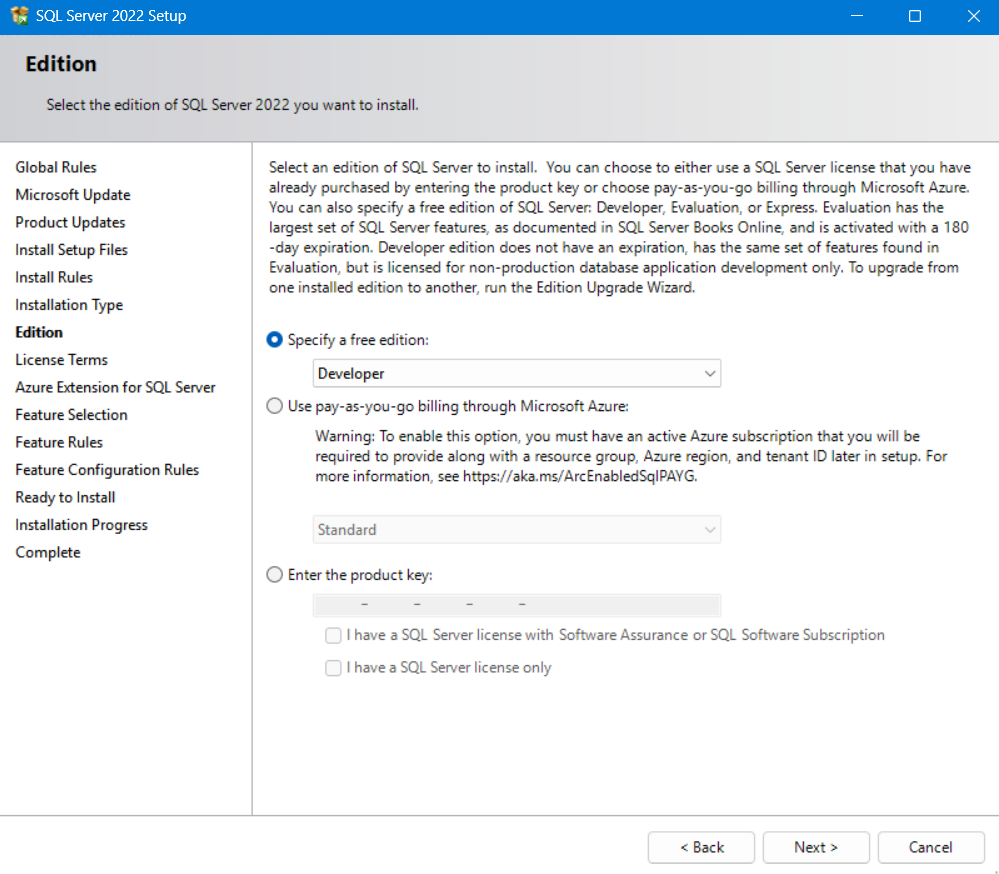 SQL Server 2022 Setup
Edition
Select the edition of SQL Server 2022 you want to install.
Global Rules
Microsoft Update
Product Updates
Install Setup Files
Install Rules
Installation Type
Edition
License Terms
Azure Extension for SQL Server
Feature Selection
Feature Rules
Feature Configuration Rules
Ready to Install
Installation Progress
Complete
Select an edition of SQL Server to install.  You can choose to either use a SQL Server license that you have
already purchased by entering the product key or choose pay-as-you-go billing through Microsoft Azure.
You can also specify a free edition of SQL Server: Developer, Evaluation, or Express. Evaluation has the
largest set of SQL Server features, as documented in SQL Server Books Online, and is activated with a 180
-day expiration. Developer edition does not have an expiration, has the same set of features found in
Evaluation, but is licensed for non-production database application development only. To upgrade from
one installed edition to another, run the Edition Upgrade Wizard.
Specify a free edition:
Developer
Use pay-as-you-go billing through Microsoft Azure:
Warning: To enable this option, you must have an active Azure subscription that you will be
required to provide along with a resource group, Azure region, and tenant ID later in setup. For
more information, see https://aka.ms/ArcEnabledSqlPAYG.
Standard
Enter the product key:
– – – –
I have a SQL Server license with Software Assurance or SQL Software Subscription
I have a SQL Server license only
< Back
Next >
Cancel